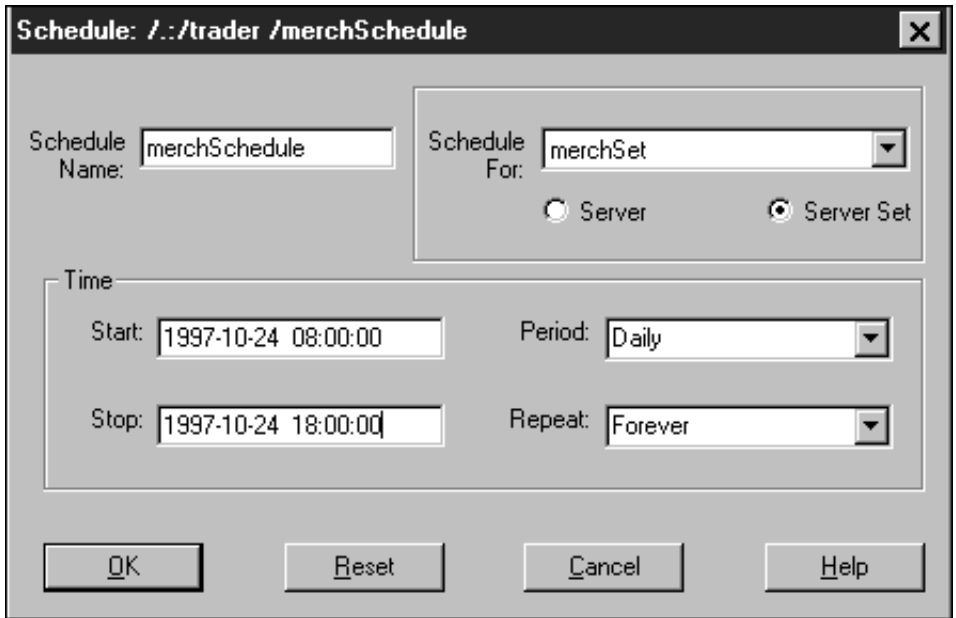 Schedule: /.:/trader /merchSchedule
Schedule Name: merchSchedule
Schedule For: merchSet
Server Server Set
Time
Start: 1997-10-24 08:00:00 Period: Daily
Stop: 1997-10-24 18:00:00 Repeat: Forever
OK Reset Cancel Help